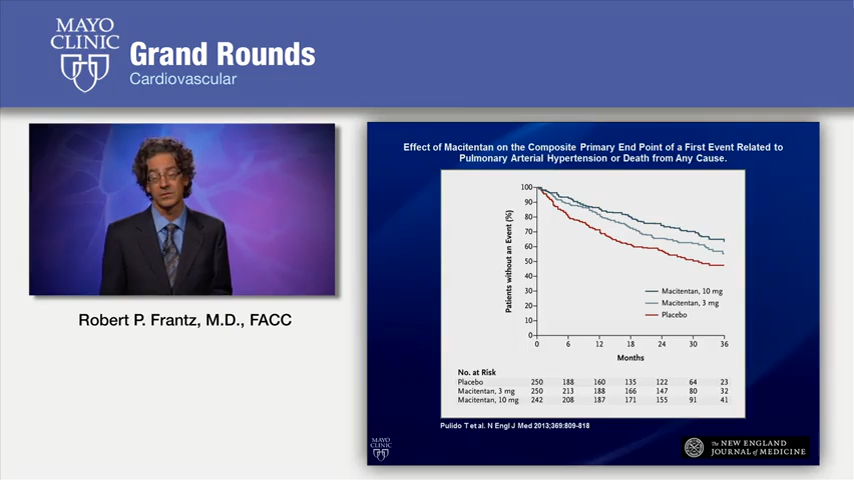 MAYO
CLINIC
Grand Rounds
Cardiovascular
Robert P. Frantz, M.D., FACC
Effect of Macitentan on the Composite Primary End Point of a First Event Related to
Pulmonary Arterial Hypertension or Death from Any Cause.
Patients without an Event (%)
100
90
80
70
60
50
40
30
20
10
0
0 6 12 18 24 30 36
Months
Macitentan, 10 mg
Macitentan, 3 mg
Placebo
No. at Risk
Placebo 250 188 160 135 122 64 23
Macitentan, 3 mg 250 213 188 166 147 80 32
Macitentan, 10 mg 242 208 187 171 155 91 41
Pulido T et al. N Engl J Med 2013;369:809-818
MAYO
CLINIC
The NEW ENGLAND
JOURNAL of MEDICINE